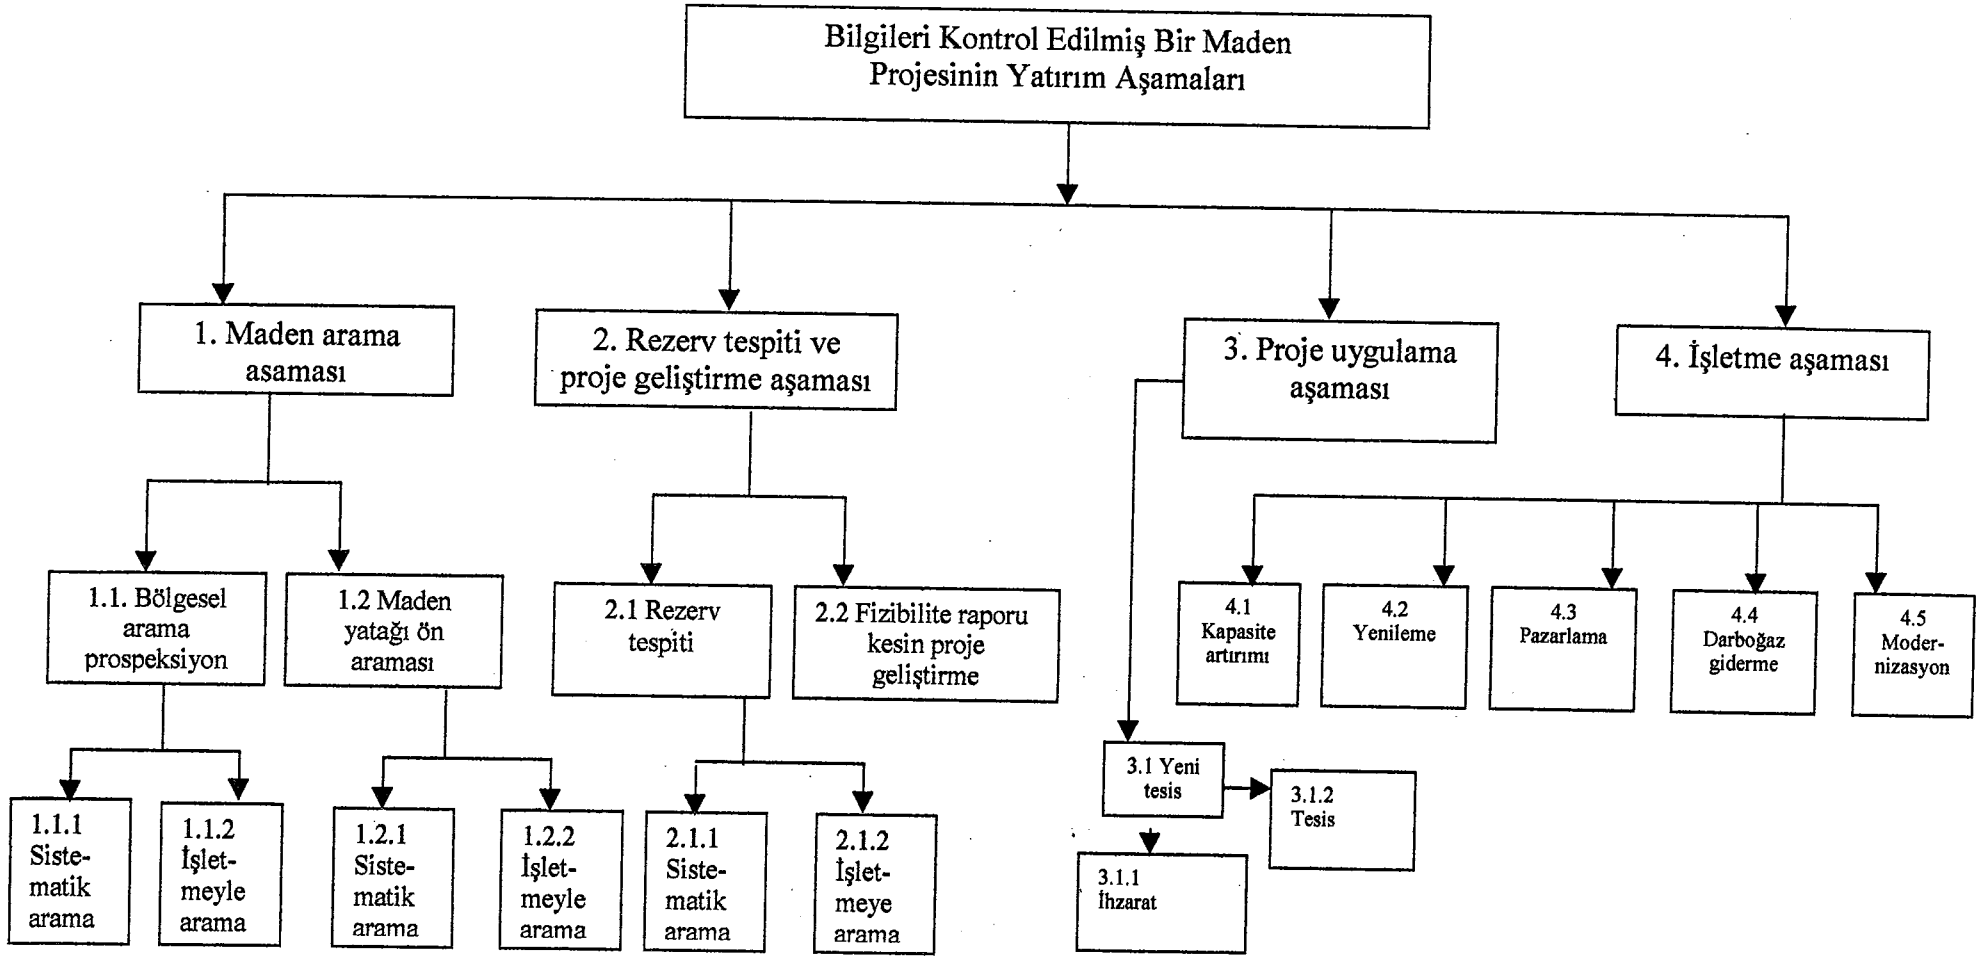 Bilgileri Kontrol Edilmiş Bir Maden
Projesinin Yatırım Aşamaları
1. Maden arama
aşaması
2. Rezerv tespiti ve
proje geliştirme aşaması
3. Proje uygulama
aşaması
4. İşletme aşaması
1.1. Bölgesel
arama
prospeksiyon
1.2 Maden
yatağı ön
araması
2.1 Rezerv
tespiti
2.2 Fizibilite raporu
kesin proje
geliştirme
4.1
Kapasite
artırımı
4.2
Yenileme
4.3
Pazarlama
4.4
Darboğaz
giderme
4.5
Moder-
nizasyon
3.1 Yeni
tesis
3.1.2
Tesis
3.1.1
İhzarat
1.1.1
Siste-
matik
arama
1.1.2
İşlet-
meyle
arama
1.2.1
Siste-
matik
arama
1.2.2
İşlet-
meyle
arama
2.1.1
Siste-
matik
arama
2.1.2
İşlet-
meye
arama